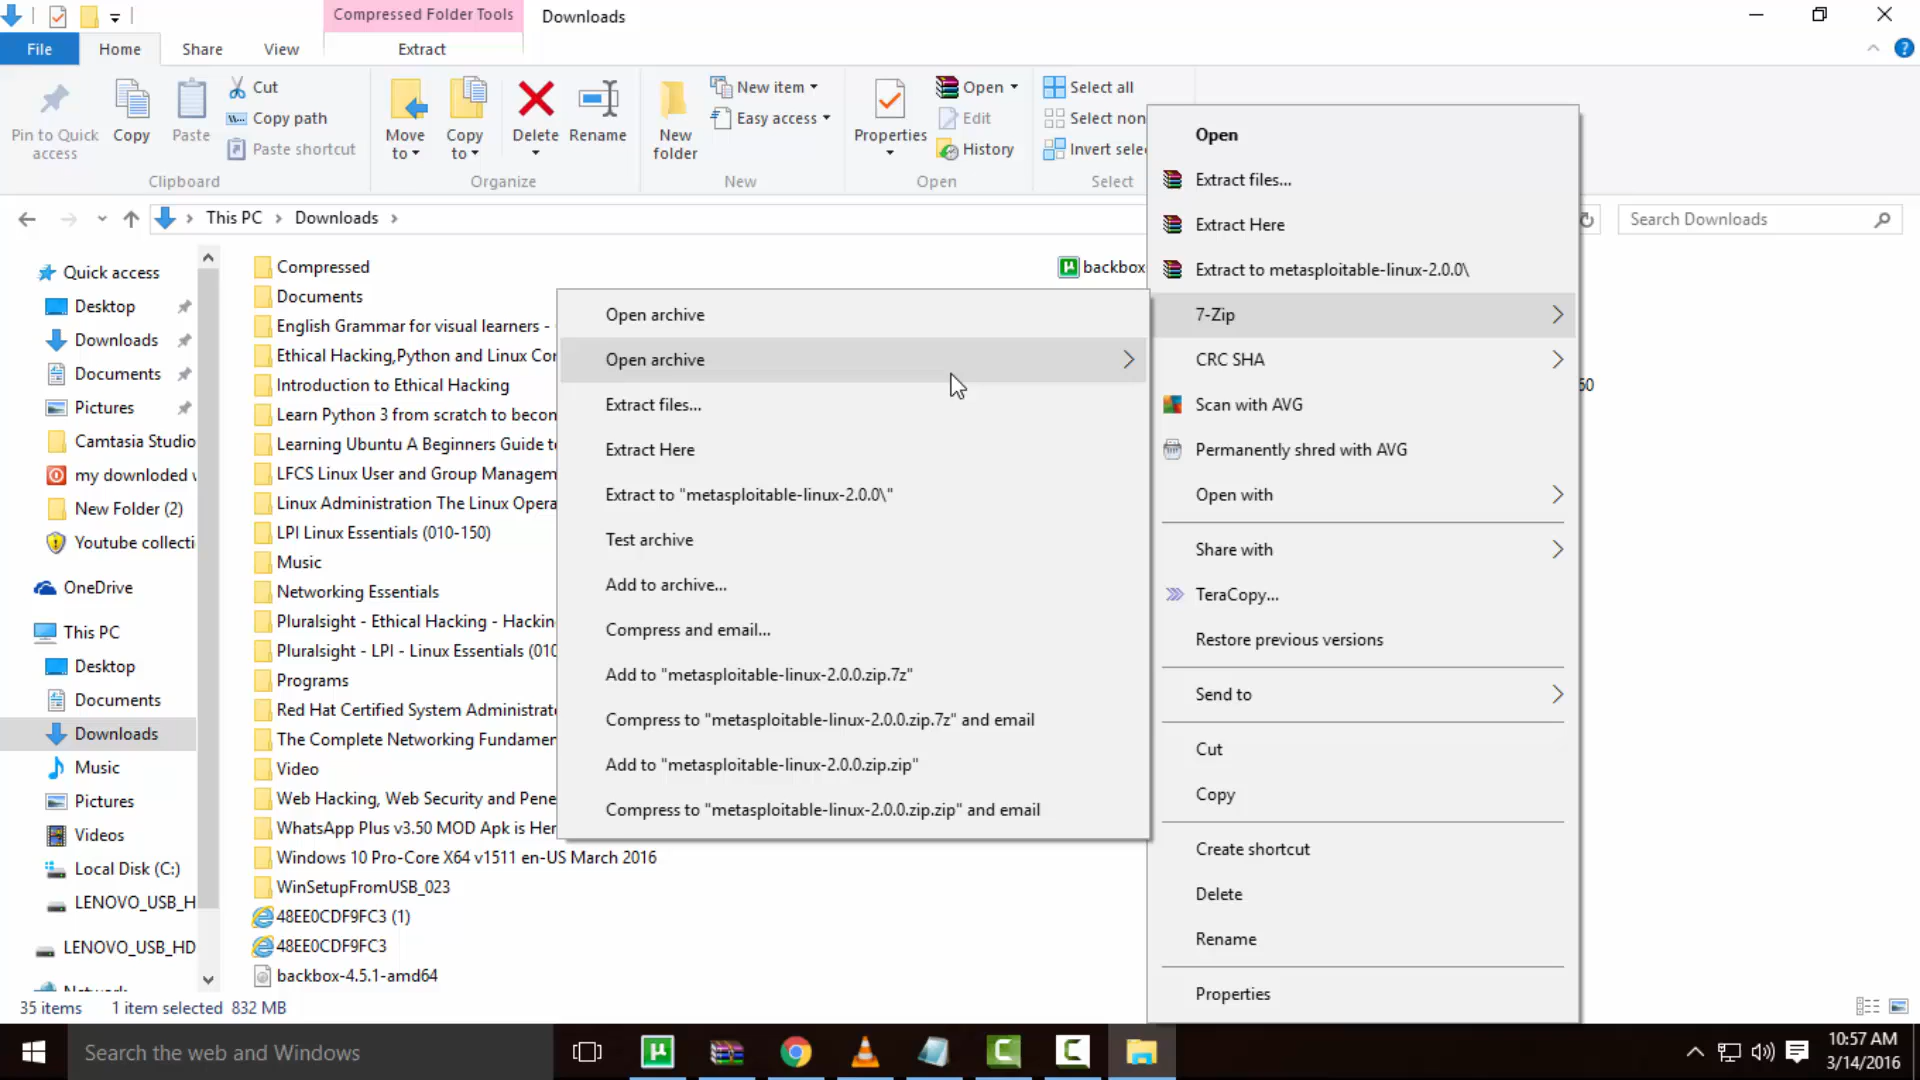 Compressed Folder Tools
Downloads
File
Home
Share
View
Extract
Pin to Quick access
Copy
Paste
Cut
Copy path
Paste shortcut
Clipboard
Move to
Copy to
Delete
Rename
Organize
New folder
New item
Easy access
New
Properties
Open
Edit
History
Open
Select all
Select non
Invert sele
Select
This PC
Downloads
Search Downloads
Quick access
Desktop
Downloads
Documents
Pictures
Camtasia Studio
my downloded
New Folder (2)
Youtube collecti
OneDrive
This PC
Desktop
Documents
Downloads
Music
Pictures
Videos
Local Disk (C:)
LENOVO_USB_H
LENOVO_USB_HD
Network
Compressed
Documents
English Grammar for visual learners -
Ethical Hacking,Python and Linux Cor
Introduction to Ethical Hacking
Learn Python 3 from scratch to becon
Learning Ubuntu A Beginners Guide to
LFCS Linux User and Group Managem
Linux Administration The Linux Opera
LPI Linux Essentials (010-150)
Music
Networking Essentials
Pluralsight - Ethical Hacking - Hackin
Pluralsight - LPI - Linux Essentials (010
Programs
Red Hat Certified System Administrat
The Complete Networking Fundamen
Video
Web Hacking, Web Security and Pene
WhatsApp Plus v3.50 MOD Apk is Her
Windows 10 Pro-Core X64 v1511 en-US March 2016
WinSetupFromUSB_023
48EE0CDF9FC3 (1)
48EE0CDF9FC3
backbox-4.5.1-amd64
backbox
50
Open archive
Open archive
Extract files...
Extract Here
Extract to "metasploitable-linux-2.0.0\"
Test archive
Add to archive...
Compress and email...
Add to "metasploitable-linux-2.0.0.zip.7z"
Compress to "metasploitable-linux-2.0.0.zip.7z" and email
Add to "metasploitable-linux-2.0.0.zip.zip"
Compress to "metasploitable-linux-2.0.0.zip.zip" and email
Open
Extract files...
Extract Here
Extract to metasploitable-linux-2.0.0\
7-Zip
CRC SHA
Scan with AVG
Permanently shred with AVG
Open with
Share with
TeraCopy...
Restore previous versions
Send to
Cut
Copy
Create shortcut
Delete
Rename
Properties
35 items
1 item selected 832 MB
Search the web and Windows
10:57 AM
3/14/2016